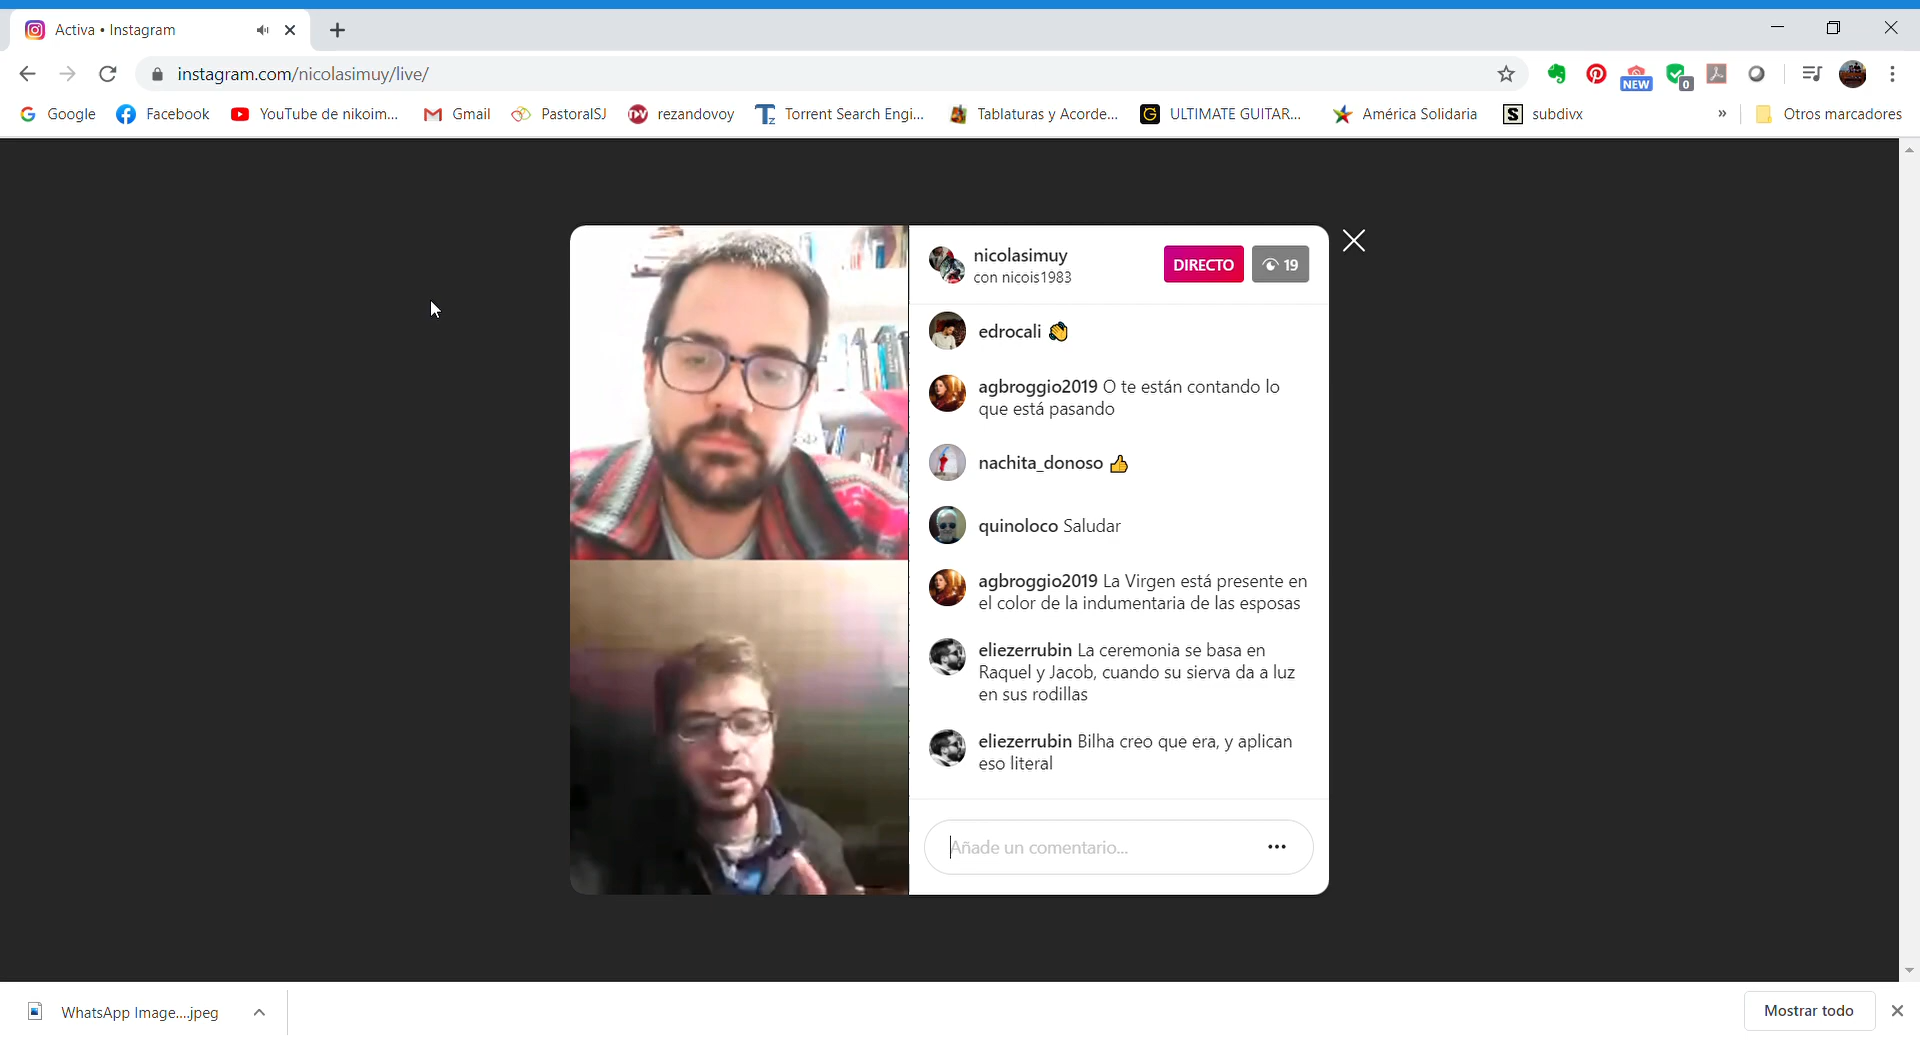 Activa • Instagram
instagram.com/nicolasimuy/live/
NEW
0
Google
Facebook
YouTube de nikoim...
Gmail
PastoralSJ
rezandovoy
Torrent Search Engi...
Tablaturas y Acorde...
ULTIMATE GUITAR...
América Solidaria
subdivx
»
Otros marcadores
nicolasimuy
con nicois1983
DIRECTO
19
edrocali 👏
agbroggio2019 O te están contando lo
que está pasando
nachita_donoso 👍
quinoloco Saludar
agbroggio2019 La Virgen está presente en
el color de la indumentaria de las esposas
eliezerrubin La ceremonia se basa en
Raquel y Jacob, cuando su sierva da a luz
en sus rodillas
eliezerrubin Bilha creo que era, y aplican
eso literal
Añade un comentario...
WhatsApp Image....jpeg
Mostrar todo